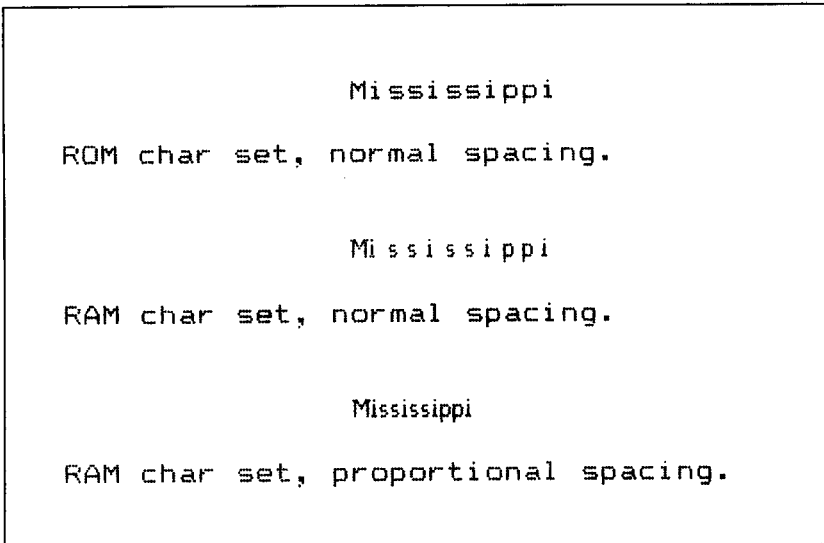 Mississippi
ROM char set, normal spacing.
Mississippi
RAM char set, normal spacing.
Mississippi
RAM char set, proportional spacing.